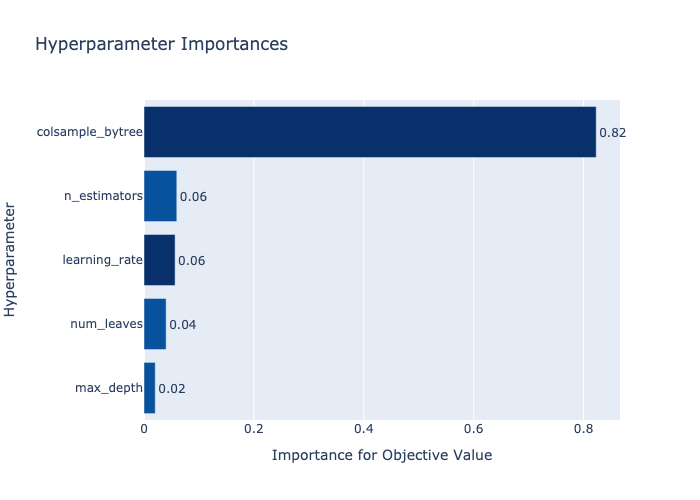 Hyperparameter Importances
Hyperparameter
colsample_bytree 0.82
n_estimators 0.06
learning_rate 0.06
num_leaves 0.04
max_depth 0.02
0 0.2 0.4 0.6 0.8
Importance for Objective Value